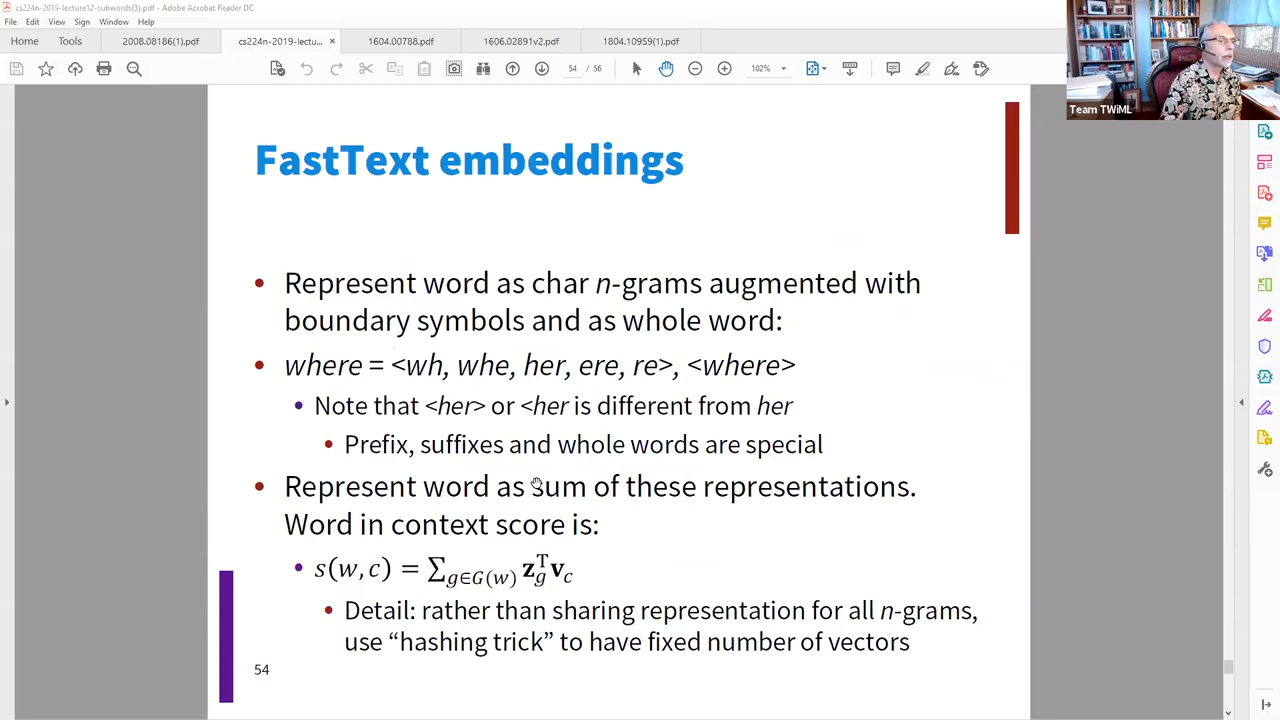 cs224n-2019-lecture12-subwords(3).pdf - Adobe Acrobat Reader DC
File Edit View Sign Window Help
Home Tools 2008.08186(1).pdf cs224n-2019-lectu... × 1604.00788.pdf 1606.02891v2.pdf 1804.10959(1).pdf
54 / 56 102%
Team TWiML
FastText embeddings
• Represent word as char n-grams augmented with
boundary symbols and as whole word:
• where = <wh, whe, her, ere, re>, <where>
• Note that <her> or <her is different from her
• Prefix, suffixes and whole words are special
• Represent word as sum of these representations.
Word in context score is:
• s(w, c) = ∑g∈G(w) zgᵀvc
• Detail: rather than sharing representation for all n-grams,
use “hashing trick” to have fixed number of vectors
54